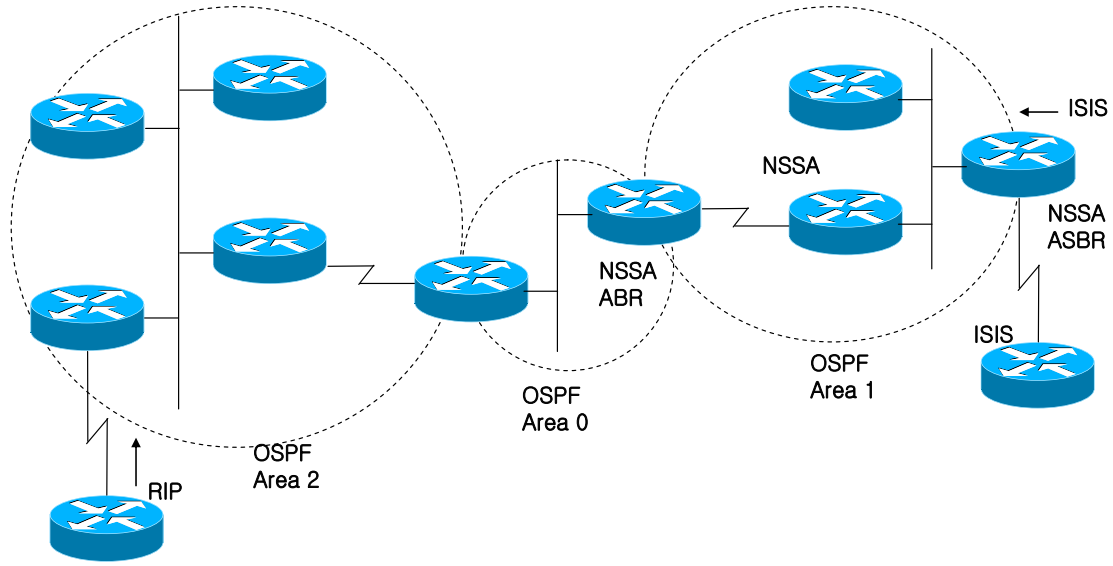 ISIS
NSSA
NSSA
ASBR
NSSA
ABR
ISIS
OSPF
Area 1
OSPF
Area 0
OSPF
Area 2
RIP